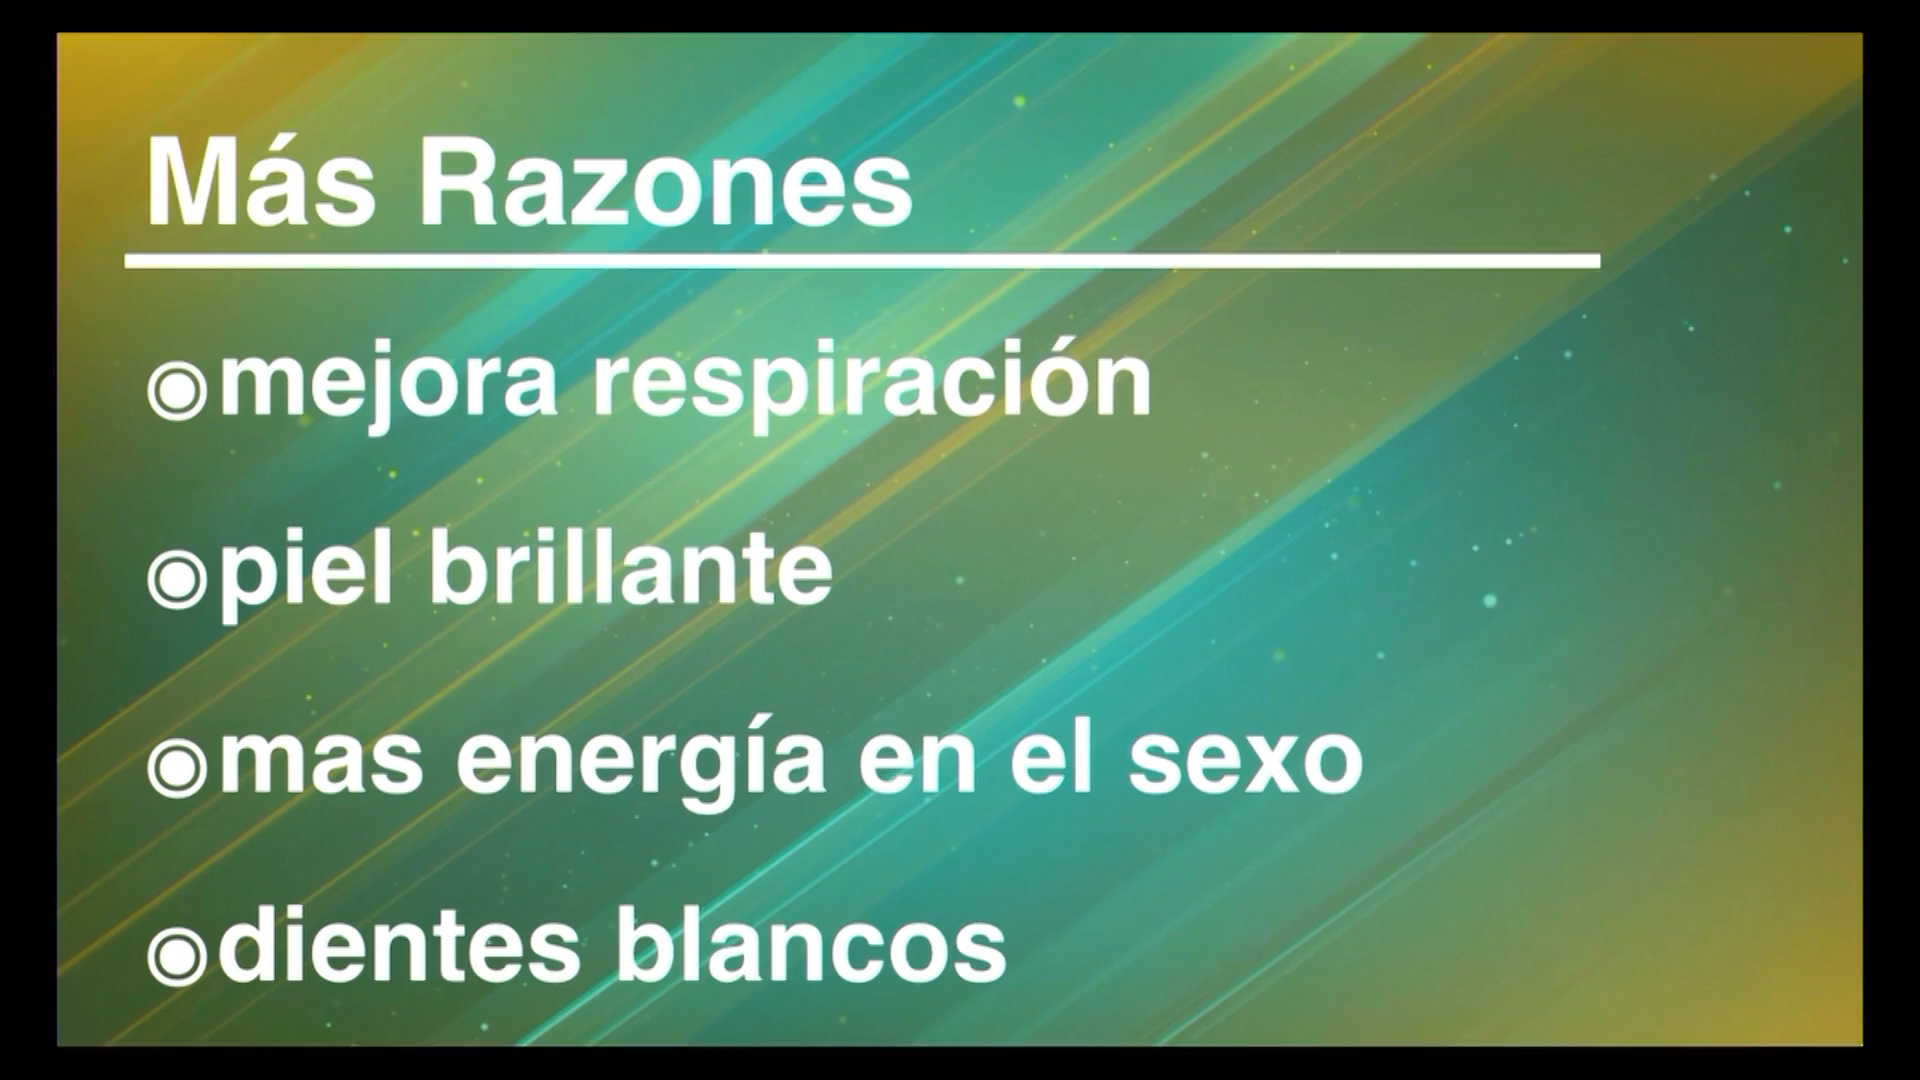 Más Razones
◉mejora respiración
◉piel brillante
◉mas energía en el sexo
◉dientes blancos